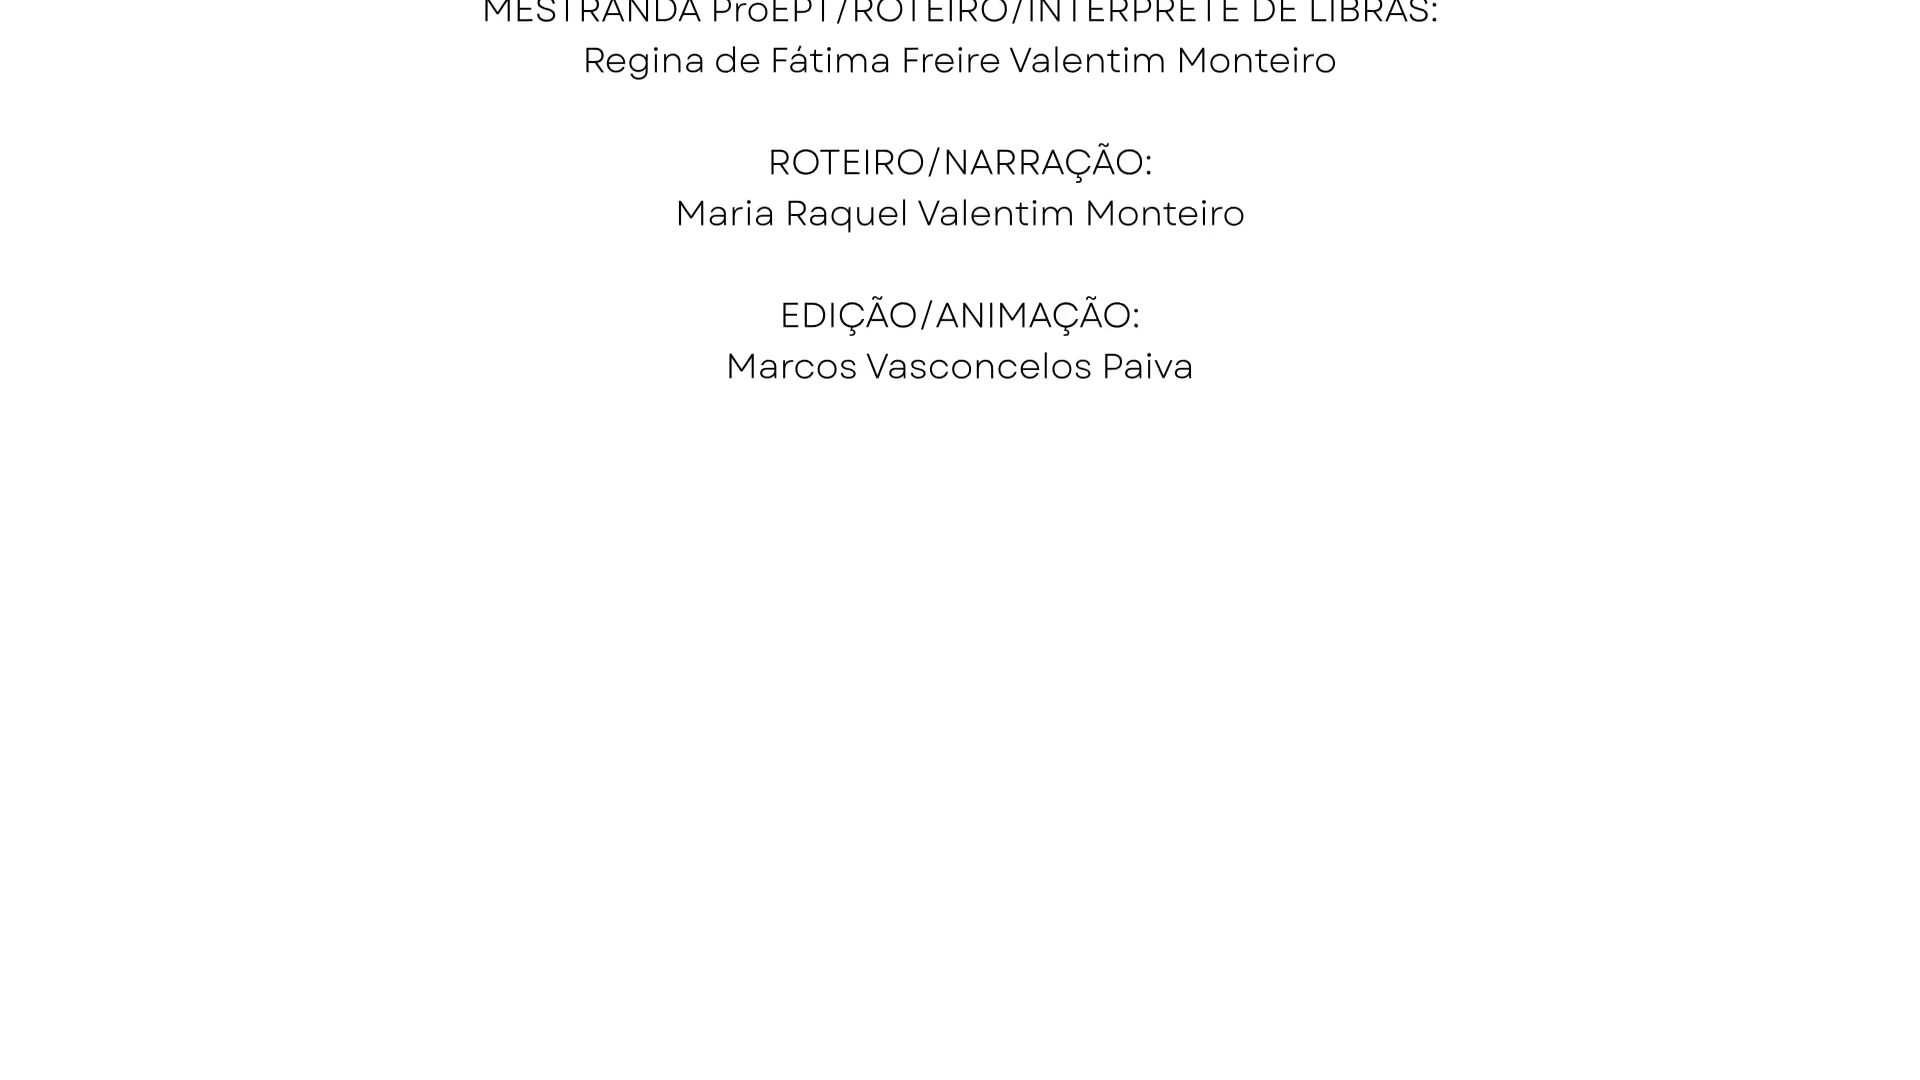 MESTRANDA ProEPT/ROTEIRO/INTERPRETE DE LIBRAS:
Regina de Fátima Freire Valentim Monteiro
ROTEIRO/NARRAÇÃO:
Maria Raquel Valentim Monteiro
EDIÇÃO/ANIMAÇÃO:
Marcos Vasconcelos Paiva